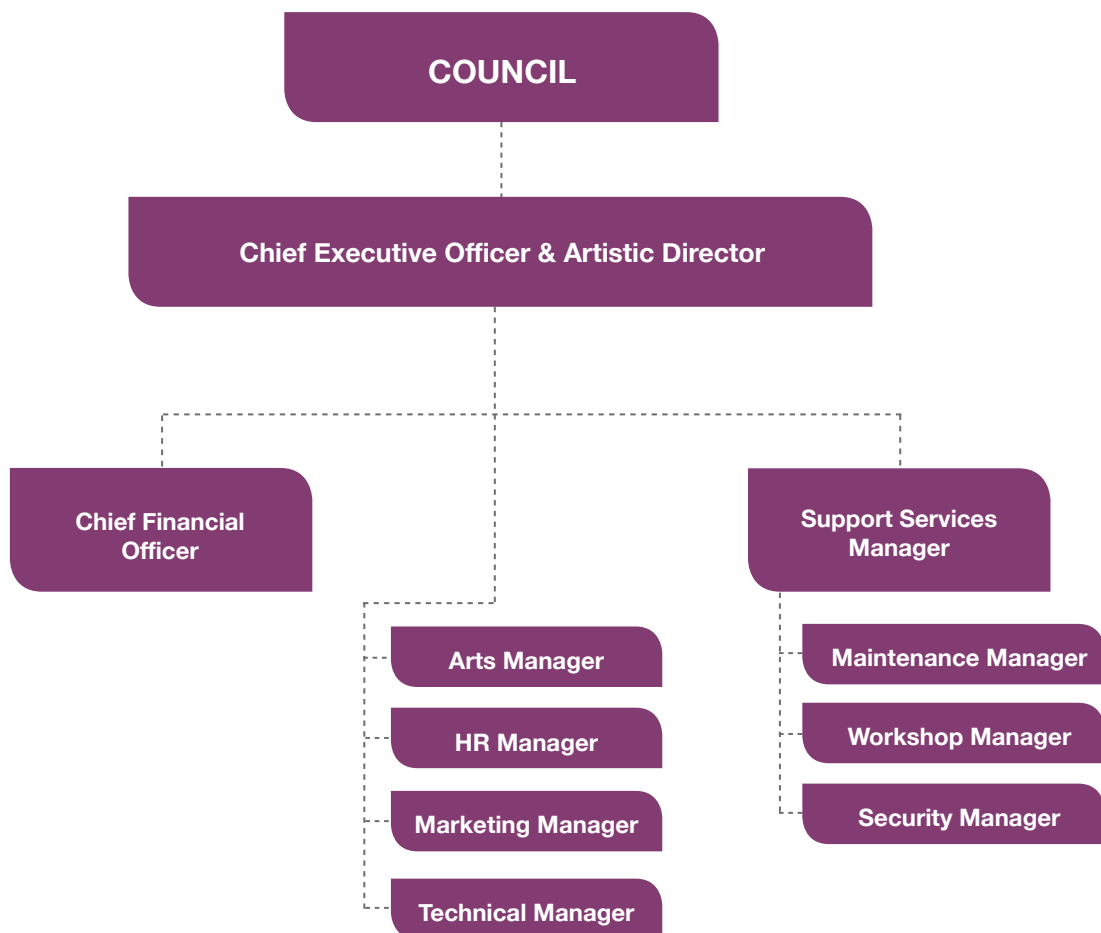 COUNCIL
Chief Executive Officer & Artistic Director
Chief Financial
Officer
Support Services
Manager
Arts Manager
HR Manager
Marketing Manager
Technical Manager
Maintenance Manager
Workshop Manager
Security Manager